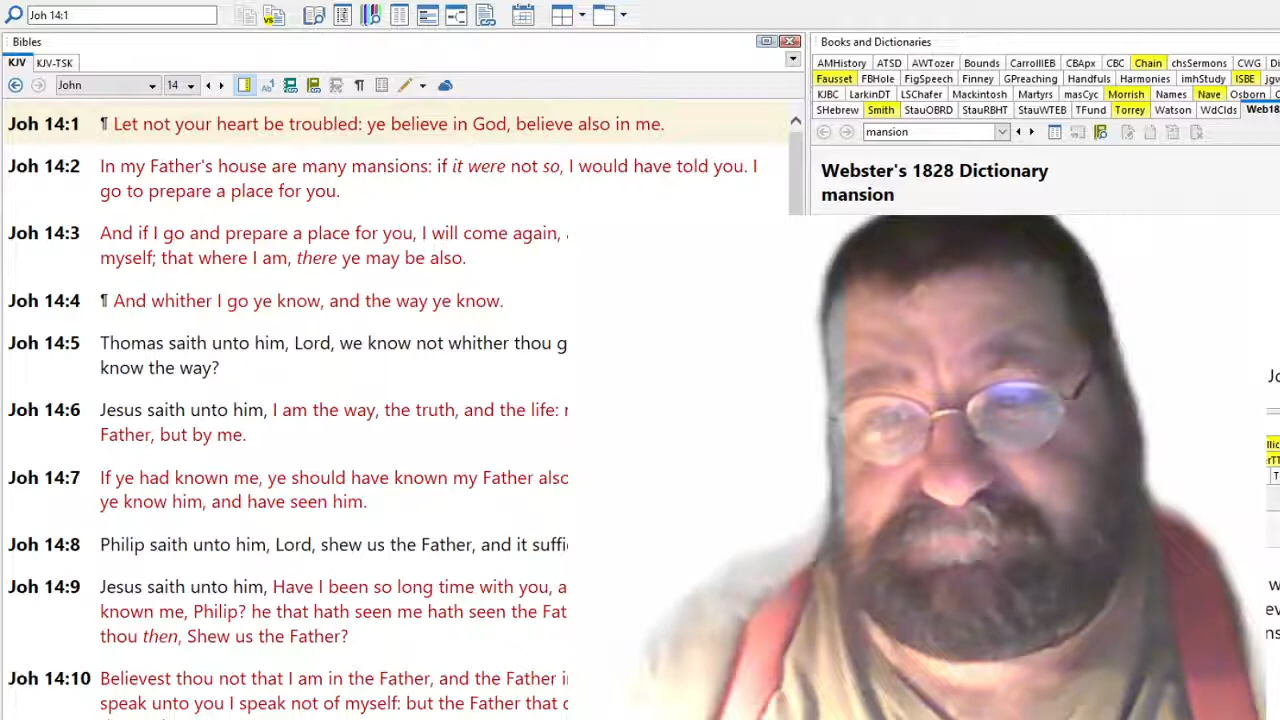 Joh 14:1
Bibles
KJV KJV-TSK
John 14
Joh 14:1 ¶ Let not your heart be troubled: ye believe in God, believe also in me.
Joh 14:2 In my Father's house are many mansions: if it were not so, I would have told you. I
go to prepare a place for you.
Joh 14:3 And if I go and prepare a place for you, I will come again,
myself; that where I am, there ye may be also.
Joh 14:4 ¶ And whither I go ye know, and the way ye know.
Joh 14:5 Thomas saith unto him, Lord, we know not whither thou g
know the way?
Joh 14:6 Jesus saith unto him, I am the way, the truth, and the life:
Father, but by me.
Joh 14:7 If ye had known me, ye should have known my Father also
ye know him, and have seen him.
Joh 14:8 Philip saith unto him, Lord, shew us the Father, and it suffi
Joh 14:9 Jesus saith unto him, Have I been so long time with you, a
known me, Philip? he that hath seen me hath seen the Fat
thou then, Shew us the Father?
Joh 14:10 Believest thou not that I am in the Father, and the Father i
speak unto you I speak not of myself: but the Father that d
Books and Dictionaries
AMHistory ATSD AWTozer Bounds CarrollEB CBApx CBC Chain chsSermons CWG
Fausset FBHole FigSpeech Finney GPreaching Handfuls Harmonies imhStudy ISBE
KJBC LarkinDT LSChafer Mackintosh Martyrs masCyc Morrish Names Nave Osborn
SHebrew Smith StauOBRD StauRBHT StauWTEB TFund Torrey Watson WdClds Web18
mansion
Webster's 1828 Dictionary
mansion